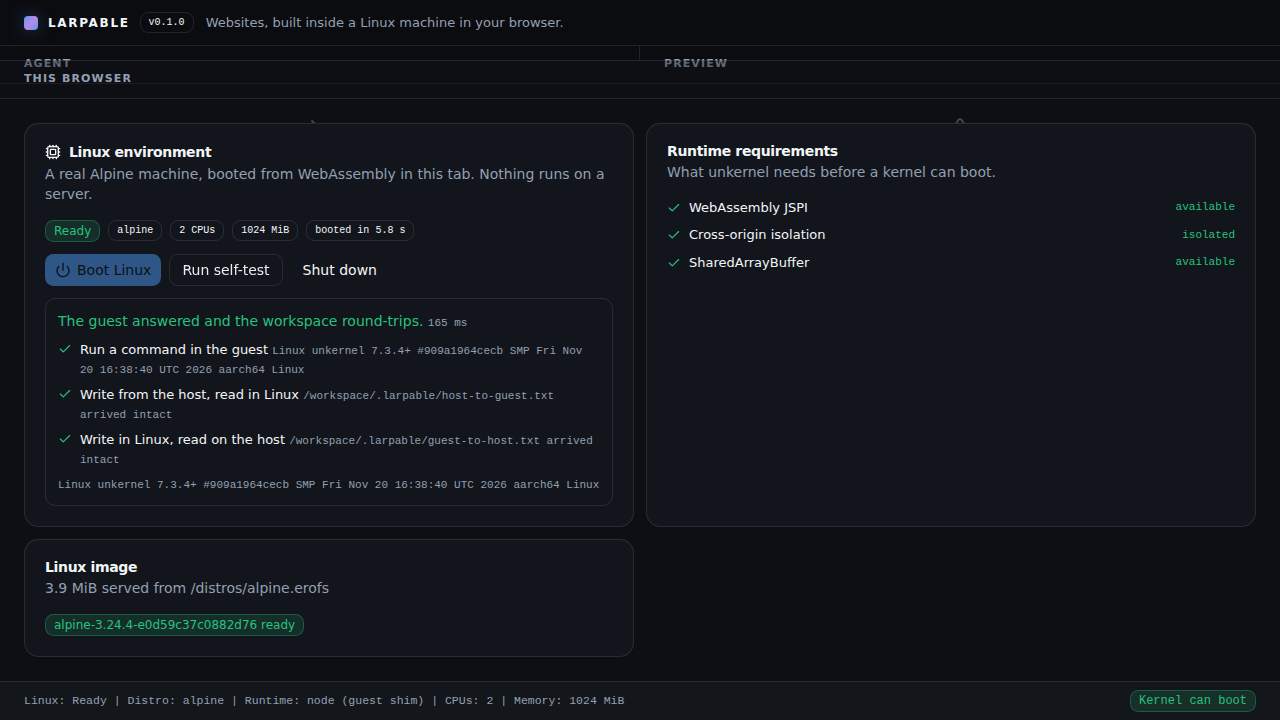 LARPABLE v0.1.0 Websites, built inside a Linux machine in your browser.
AGENT PREVIEW
THIS BROWSER
Linux environment
A real Alpine machine, booted from WebAssembly in this tab. Nothing runs on a
server.
Ready alpine 2 CPUs 1024 MiB booted in 5.8 s
Boot Linux Run self-test Shut down
The guest answered and the workspace round-trips. 165 ms
Run a command in the guest Linux unkernel 7.3.4+ #909a1964cecb SMP Fri Nov
20 16:38:40 UTC 2026 aarch64 Linux
Write from the host, read in Linux /workspace/.larpable/host-to-guest.txt
arrived intact
Write in Linux, read on the host /workspace/.larpable/guest-to-host.txt arrived
intact
Linux unkernel 7.3.4+ #909a1964cecb SMP Fri Nov 20 16:38:40 UTC 2026 aarch64 Linux
Runtime requirements
What unkernel needs before a kernel can boot.
WebAssembly JSPI available
Cross-origin isolation isolated
SharedArrayBuffer available
Linux image
3.9 MiB served from /distros/alpine.erofs
alpine-3.24.4-e0d59c37c0882d76 ready
Linux: Ready | Distro: alpine | Runtime: node (guest shim) | CPUs: 2 | Memory: 1024 MiB
Kernel can boot